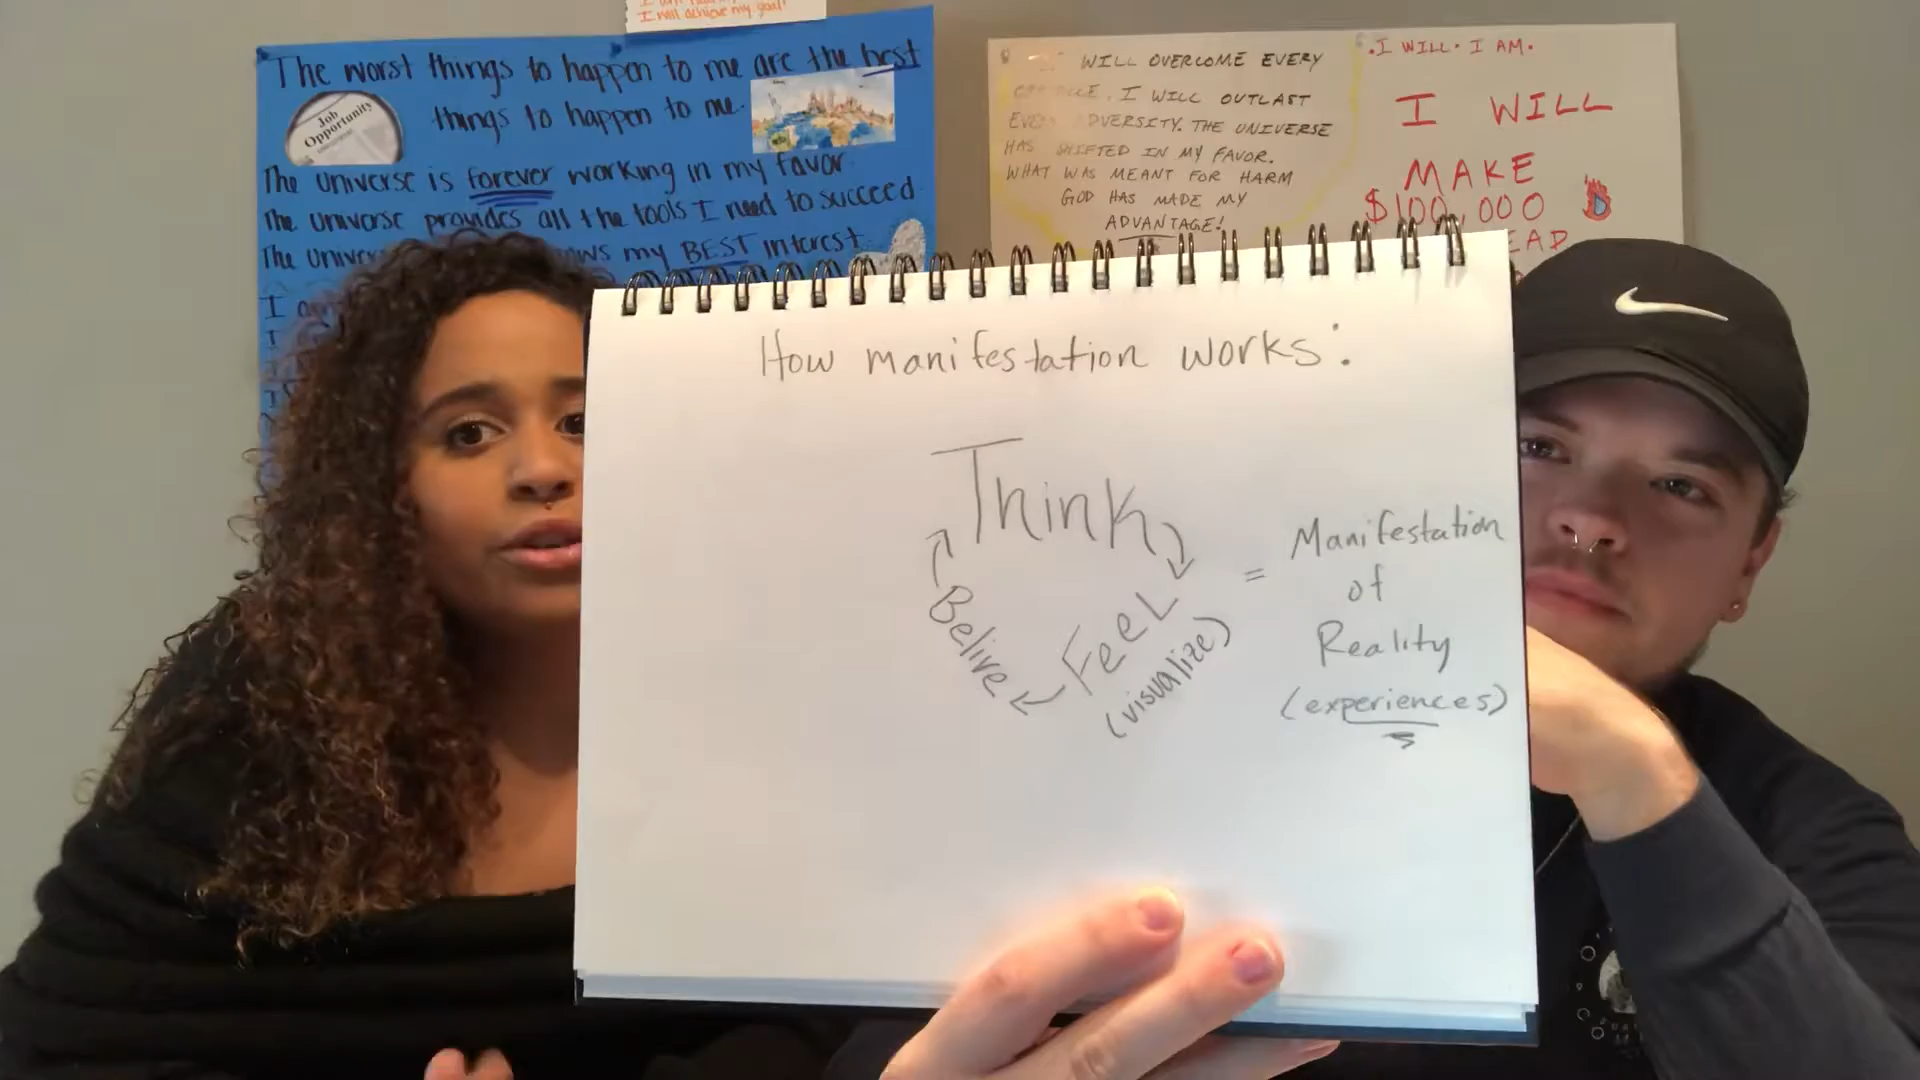 I will achieve my goal!
The worst things to happen to me are the best
things to happen to me.
Job
Opportunity
The universe is forever working in my favor.
The universe provides all the tools I need to succeed
The my BEST interest
I
WILL OVERCOME EVERY
I WILL OUTLAST
ADVERSITY. THE UNIVERSE
HAS SHIFTED IN MY FAVOR.
WHAT WAS MEANT FOR HARM
GOD HAS MADE MY
ADVANTAGE!
. I WILL . I AM .
I WILL
MAKE
$100,000
How manifestation works:
Think
Feel
(visualize)
Belive
=
Manifestation
of
Reality
(experiences)